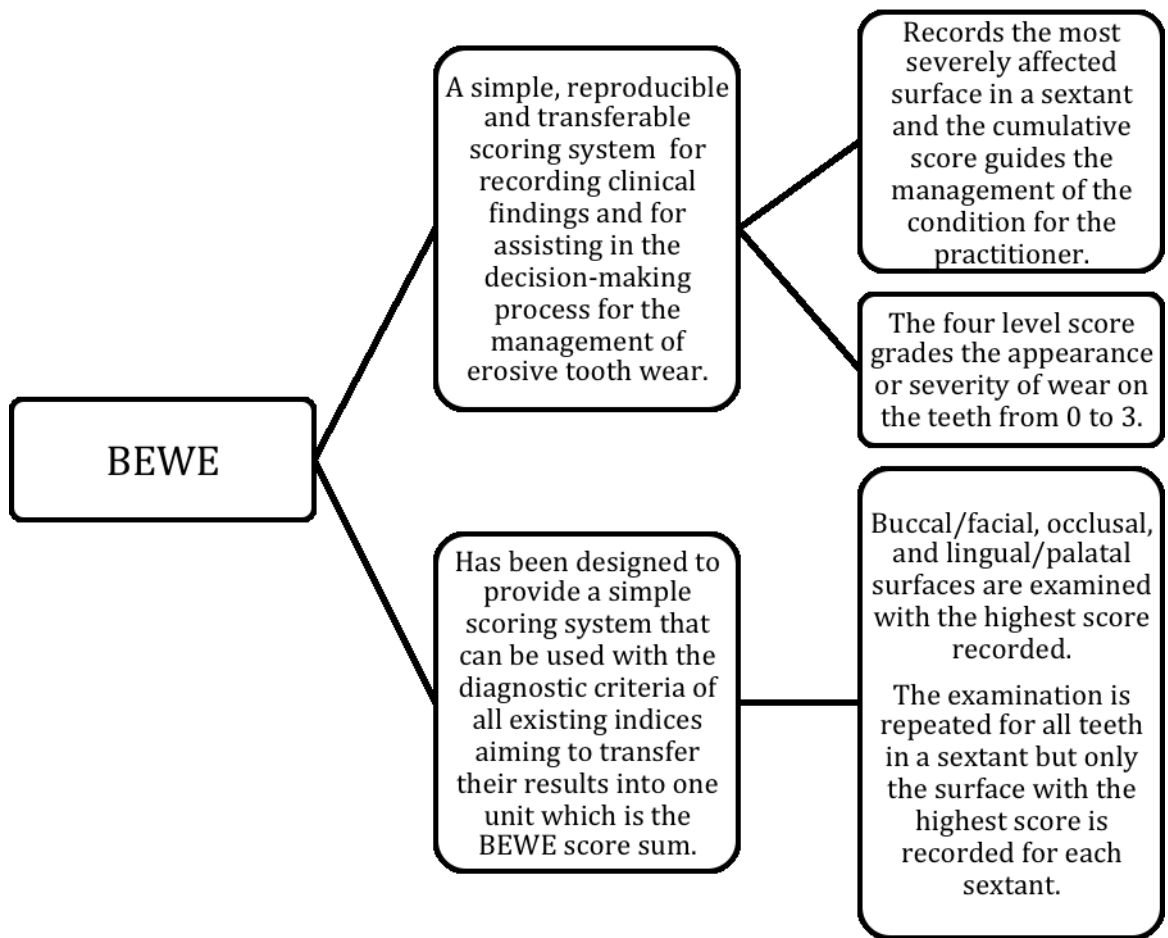 BEWE
A simple, reproducible
and transferable
scoring system for
recording clinical
findings and for
assisting in the
decision-making
process for the
management of
erosive tooth wear.
Records the most
severely affected
surface in a sextant
and the cumulative
score guides the
management of the
condition for the
practitioner.
The four level score
grades the appearance
or severity of wear on
the teeth from 0 to 3.
Has been designed to
provide a simple
scoring system that
can be used with the
diagnostic criteria of
all existing indices
aiming to transfer
their results into one
unit which is the
BEWE score sum.
Buccal/facial, occlusal,
and lingual/palatal
surfaces are examined
with the highest score
recorded.
The examination is
repeated for all teeth
in a sextant but only
the surface with the
highest score is
recorded for each
sextant.